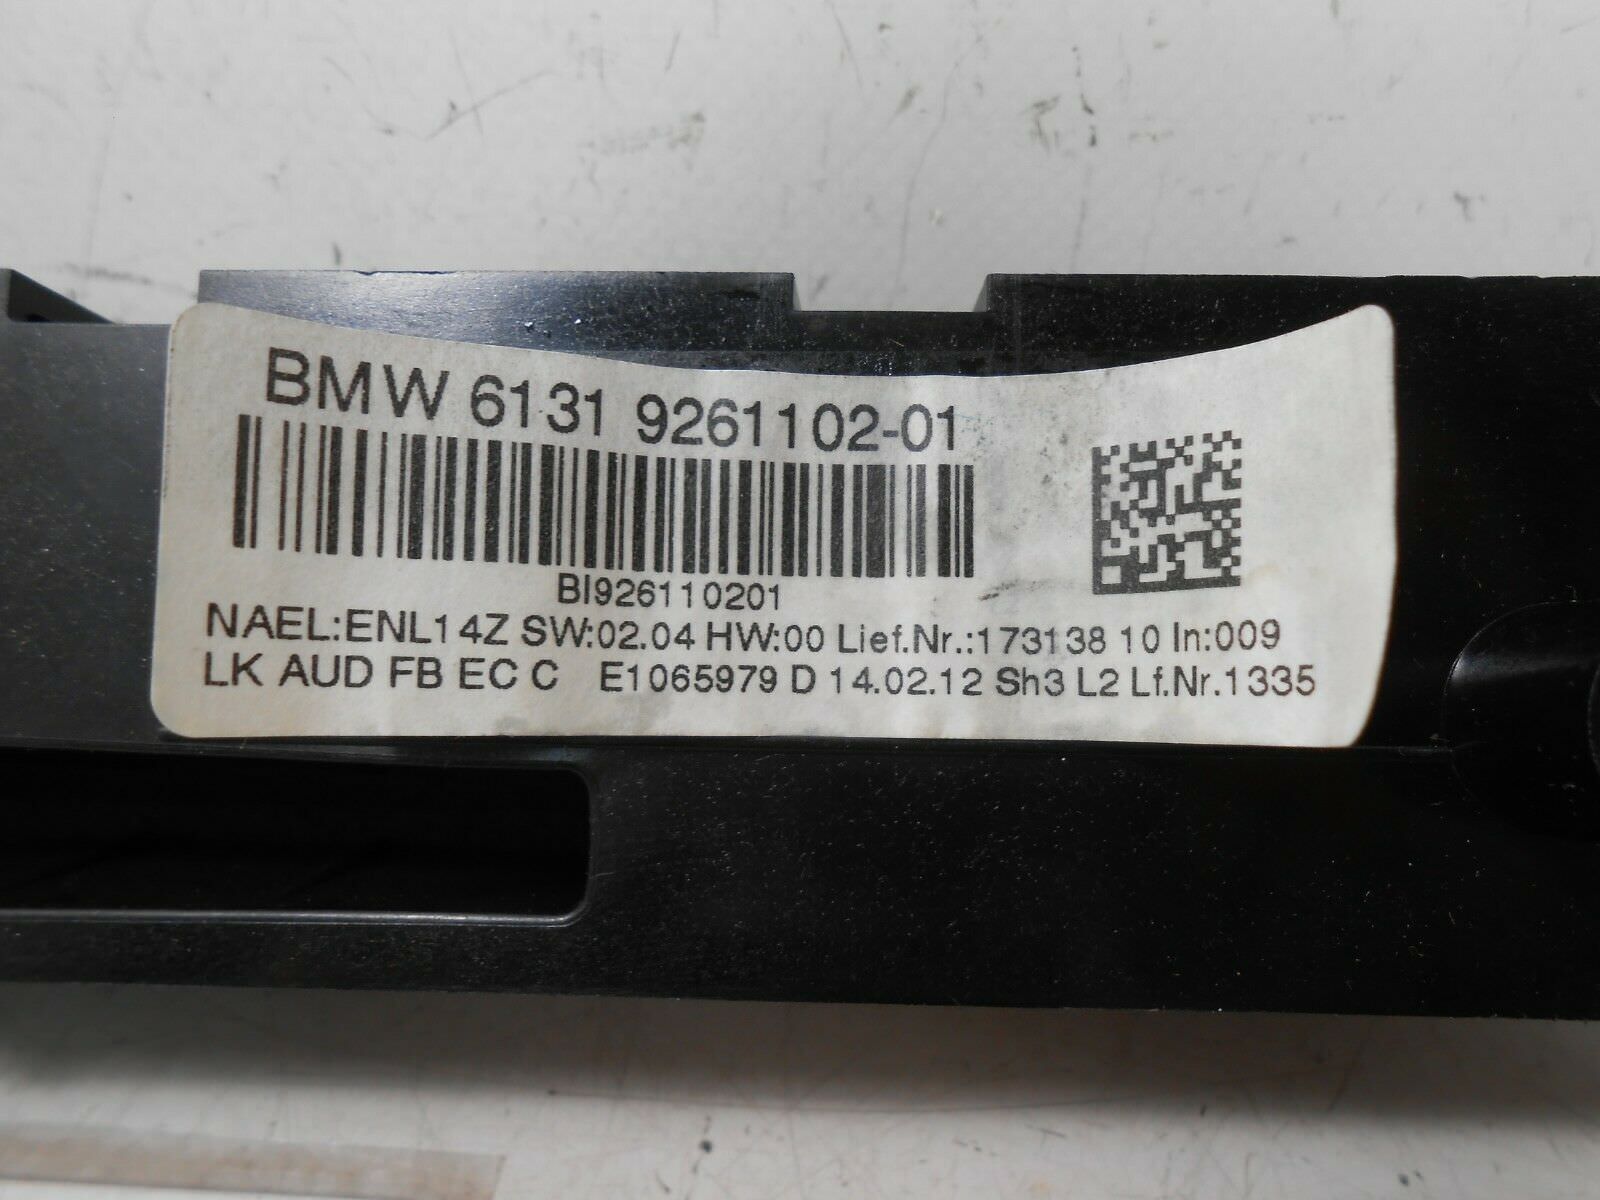 BMW 6131 9261102-01
BI926110201
NAEL:ENL14Z SW:02.04 HW:00 Lief.Nr.:173138 10 In:009
LK AUD FB EC C E1065979 D 14.02.12 Sh3 L2 Lf.Nr.1335